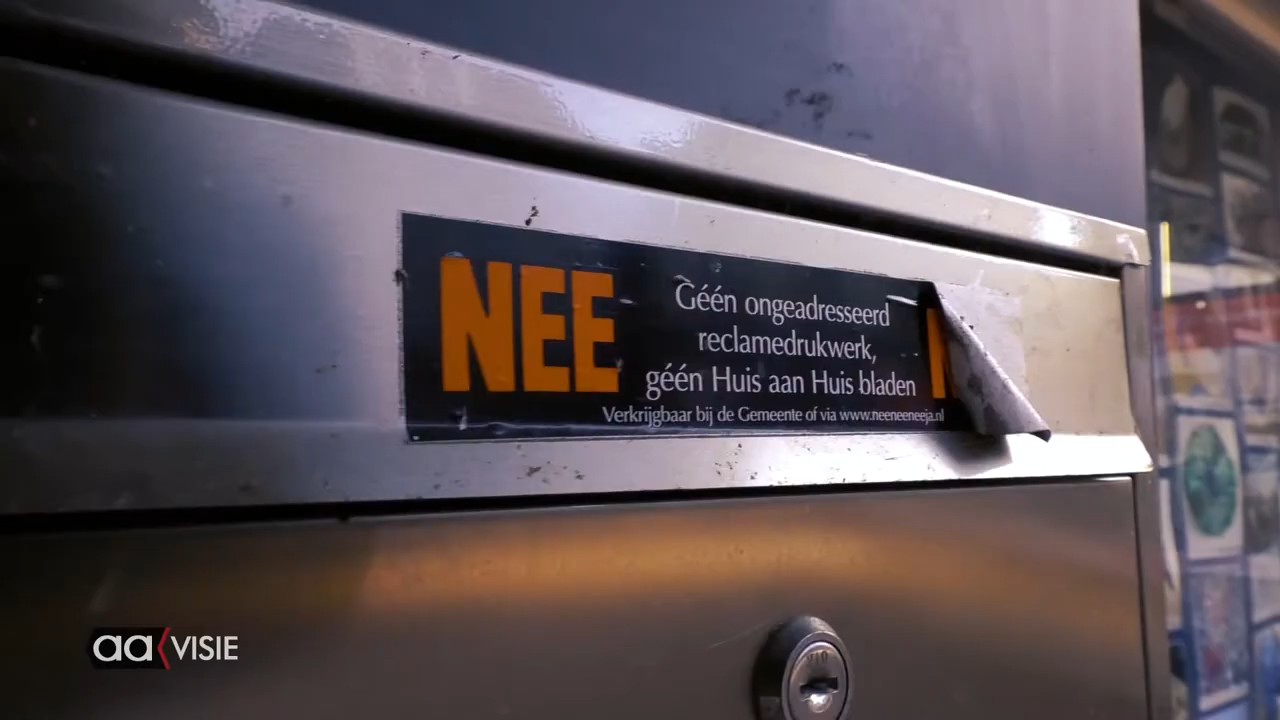 NEE
Géén ongeadresseerd
reclamedrukwerk,
géén Huis aan Huis bladen
Verkrijgbaar bij de Gemeente of via www.neeneeneeja.nl
aa VISIE